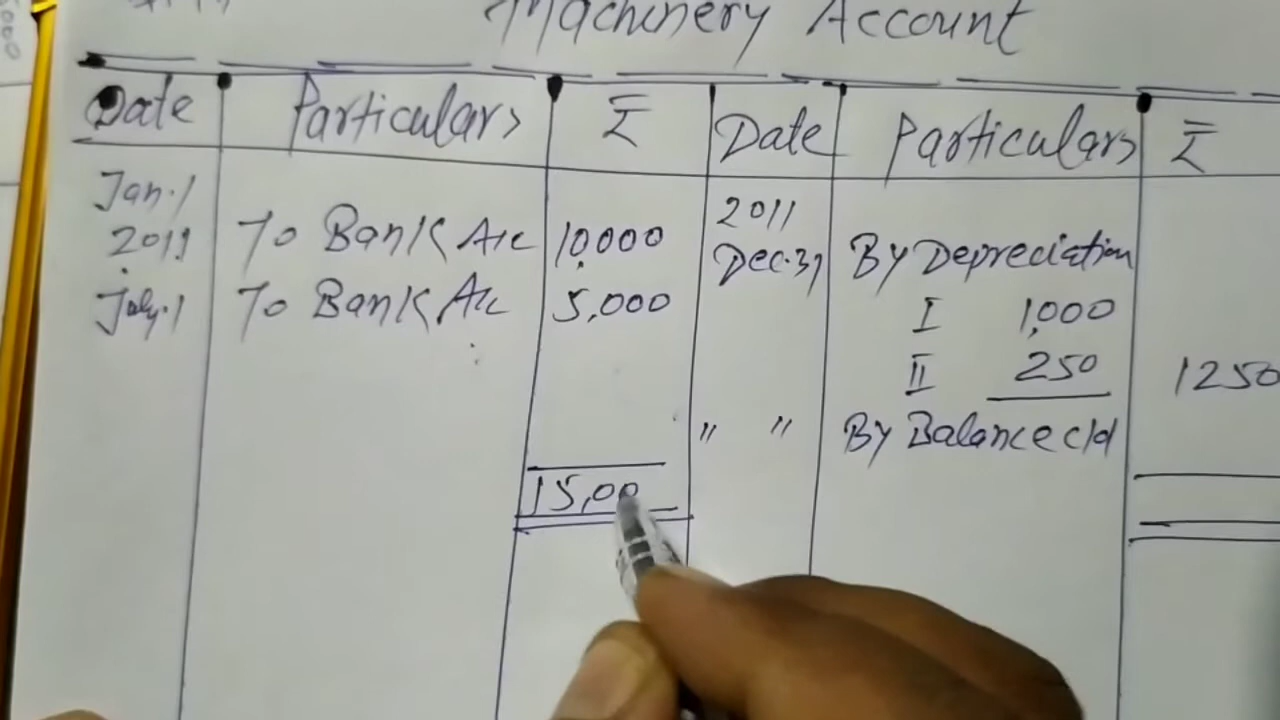 Machinery Account
Date Particulars ₹ Date Particulars ₹
Jan.1 2011
2011 To Bank A/c 10,000 Dec.31 By Depreciation
July.1 To Bank A/c 5,000 I 1,000
II 250 1250
" " By Balance c/d
15,00